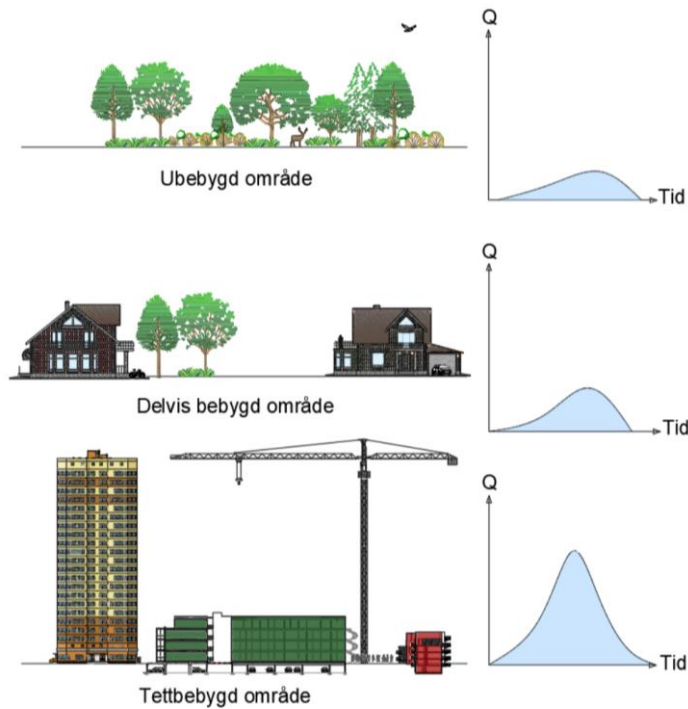 Q
Tid
Ubebygd område
Q
Tid
Delvis bebygd område
Q
Tid
Tettbebygd område